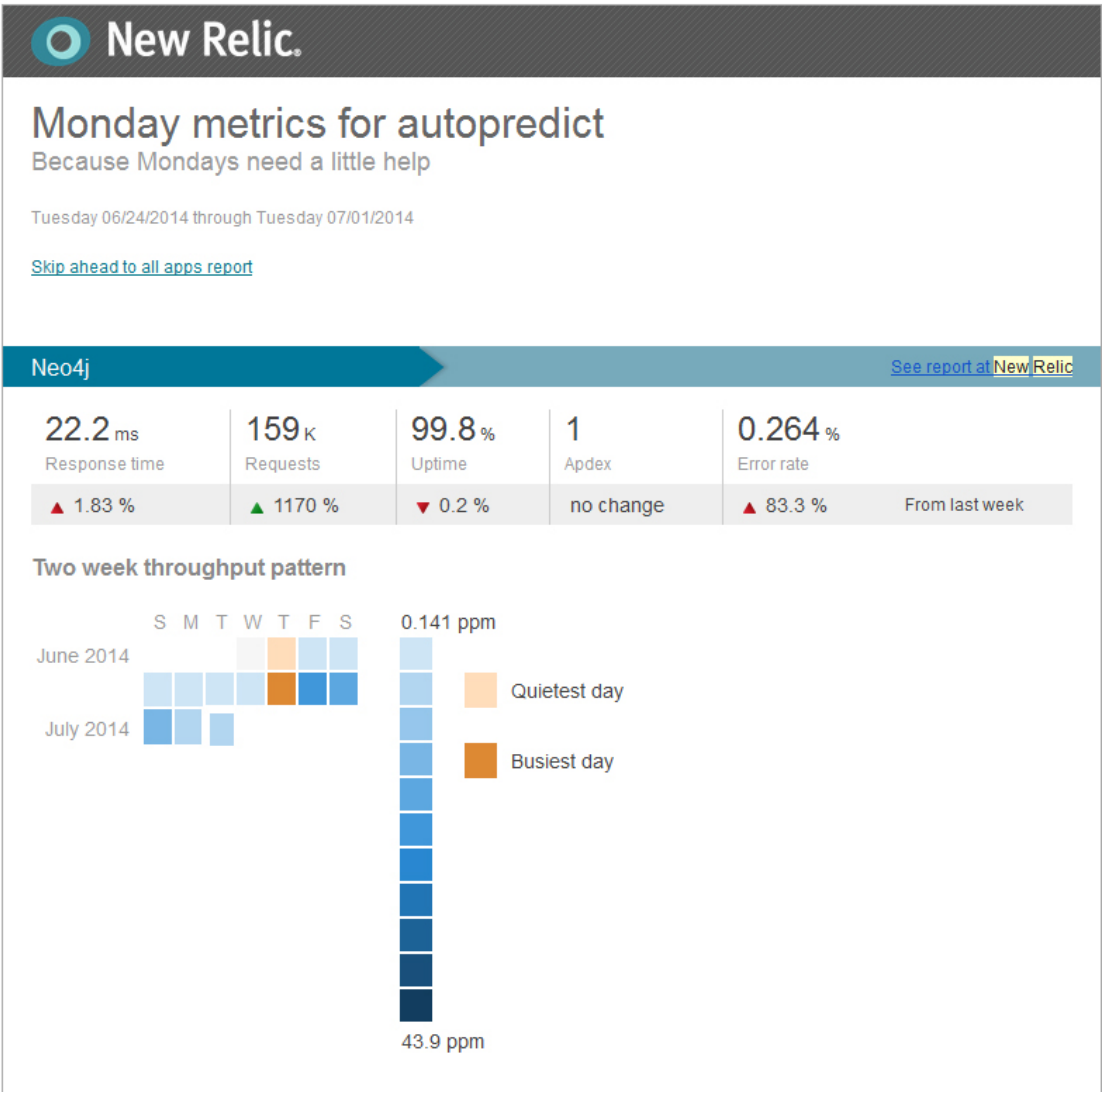 New Relic®
Monday metrics for autopredict
Because Mondays need a little help
Tuesday 06/24/2014 through Tuesday 07/01/2014
Skip ahead to all apps report
Neo4j
See report at New Relic
22.2 ms 159 K 99.8 % 1 0.264 %
Response time Requests Uptime Apdex Error rate
▲ 1.83 % ▲ 1170 % ▼ 0.2 % no change ▲ 83.3 % From last week
Two week throughput pattern
S M T W T F S
0.141 ppm
June 2014
Quietest day
July 2014
Busiest day
43.9 ppm